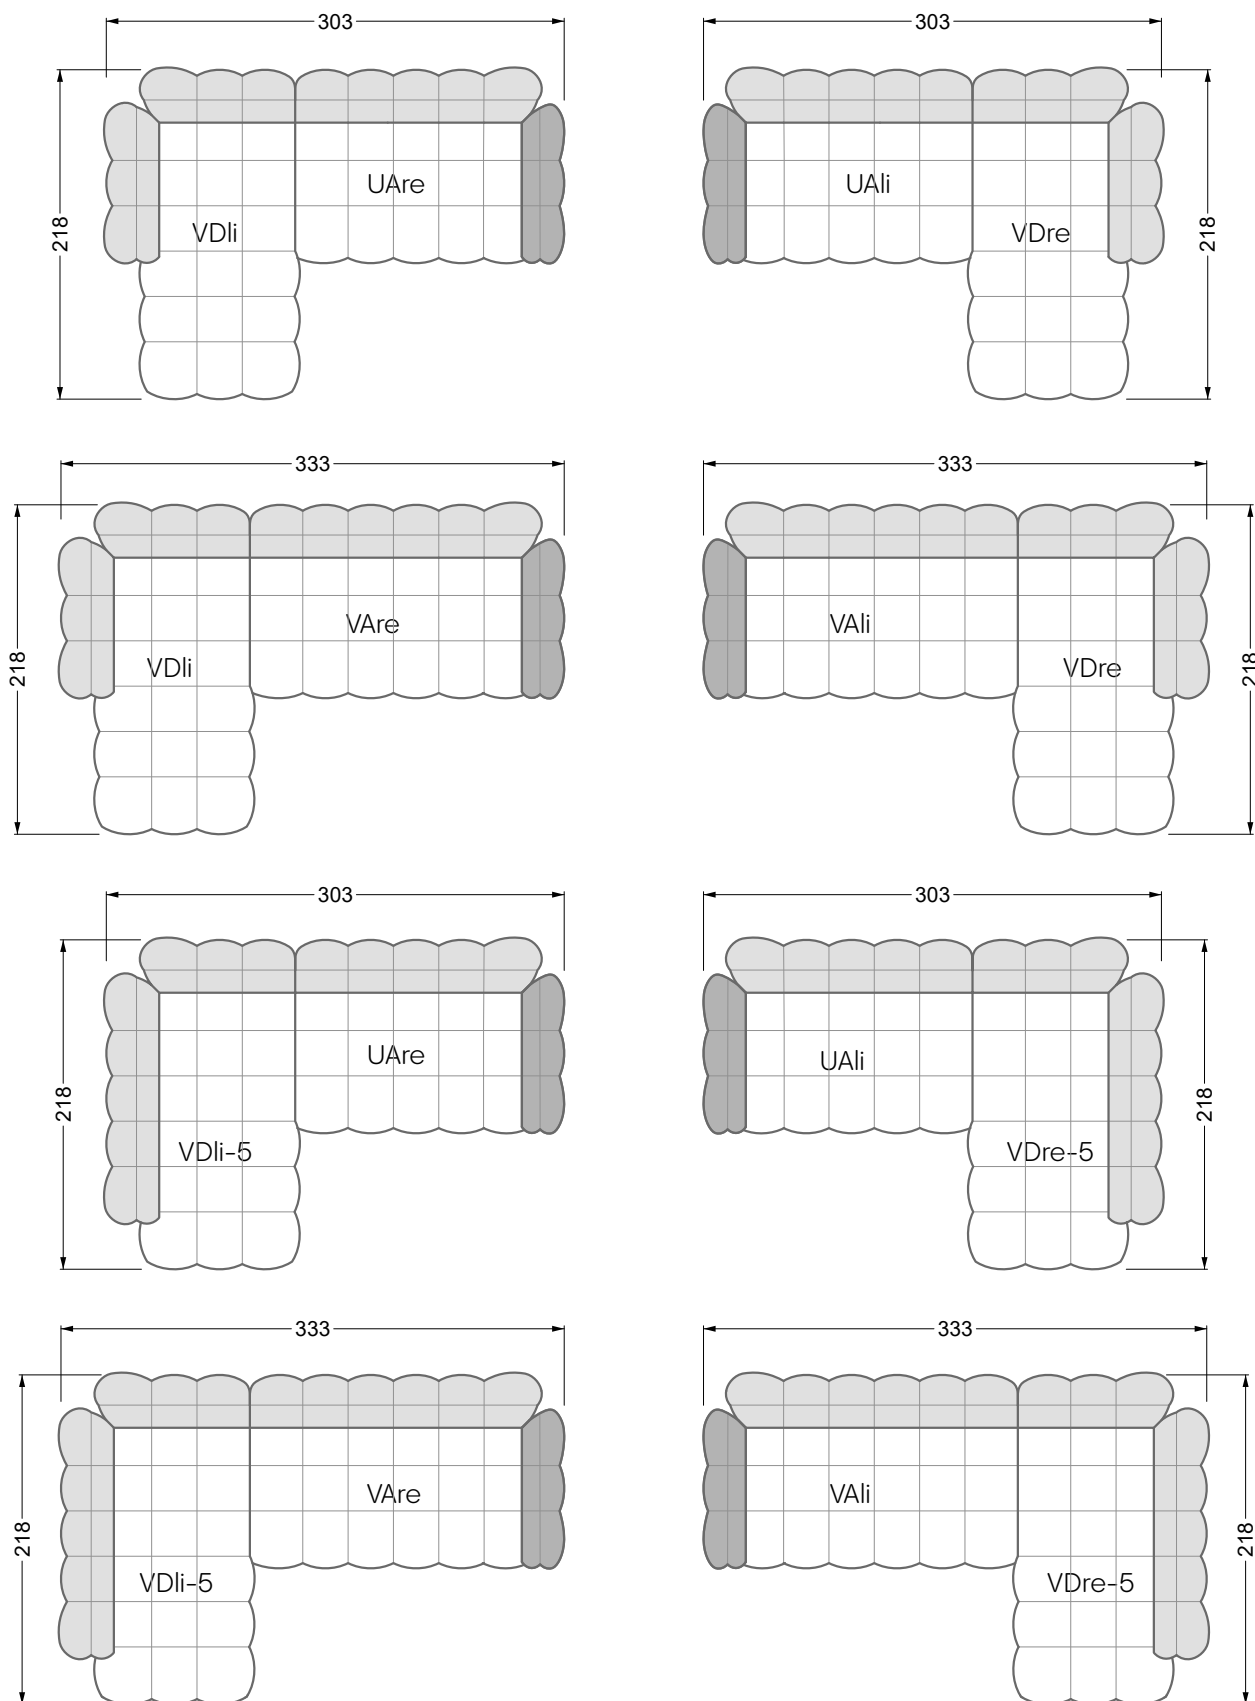 303
303
UAre
UAli
VDli
VDre
218
218
333
333
VAre
VAli
VDli
VDre
218
218
303
303
UAre
UAli
218
218
VDli-5
VDre-5
333
333
VAre
VAli
218
218
VDli-5
VDre-5